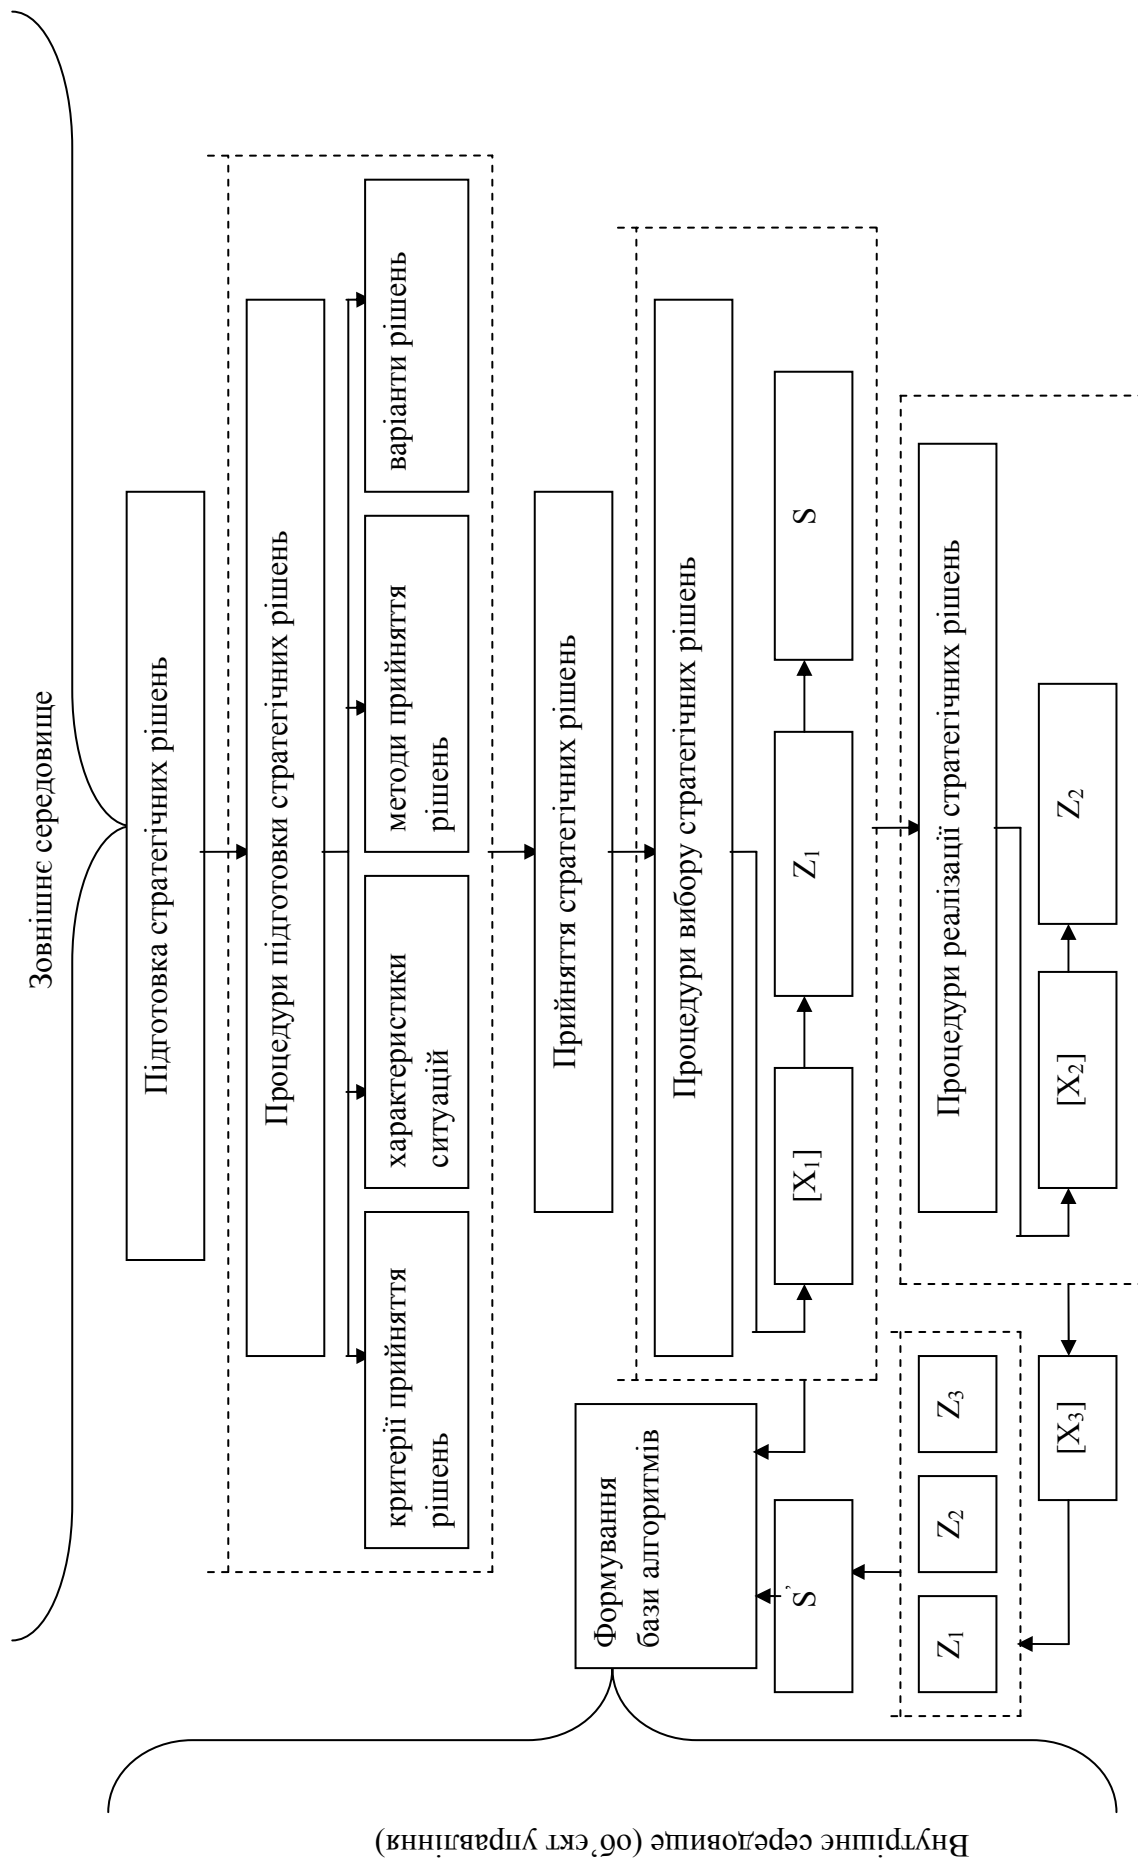 Зовнішнє середовище
Підготовка стратегічних рішень
Процедури підготовки стратегічних рішень
критерії прийняття
рішень
характеристики
ситуацій
методи прийняття
рішень
варіанти рішень
Прийняття стратегічних рішень
Формування
бази алгоритмів
Процедури вибору стратегічних рішень
S’
[X₁]
Z₁
S
Z₁
Z₂
Z₃
Процедури реалізації стратегічних рішень
[X₃]
[X₂]
Z₂
Внутрішнє середовище (об’єкт управління)